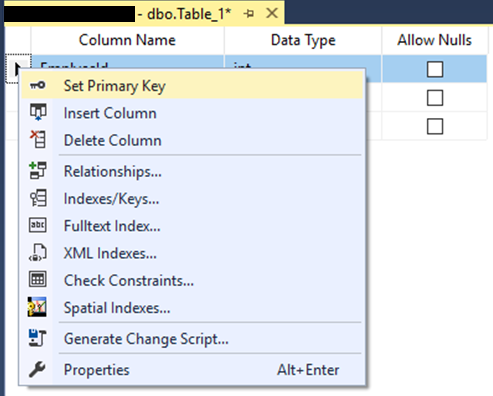 - dbo.Table_1*
Column Name Data Type Allow Nulls
Set Primary Key
Insert Column
Delete Column
Relationships...
Indexes/Keys...
abc Fulltext Index...
XML Indexes...
Check Constraints...
Spatial Indexes...
Generate Change Script...
Properties Alt+Enter